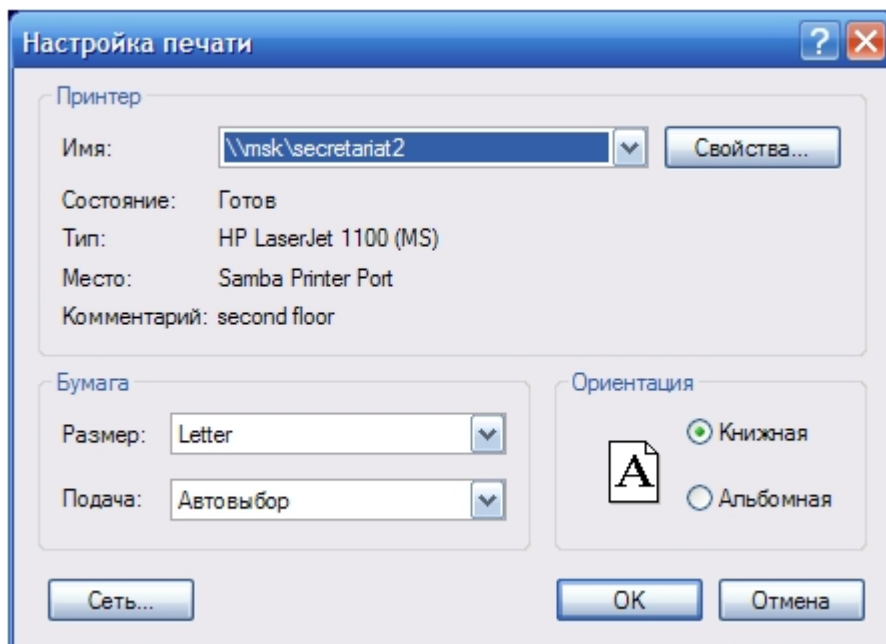 Настройка печати
Принтер
Имя: \\msk\secretariat2 Свойства...
Состояние: Готов
Тип: HP LaserJet 1100 (MS)
Место: Samba Printer Port
Комментарий: second floor
Бумага
Размер: Letter
Подача: Автовыбор
Ориентация
A
Книжная
Альбомная
Сеть... OK Отмена